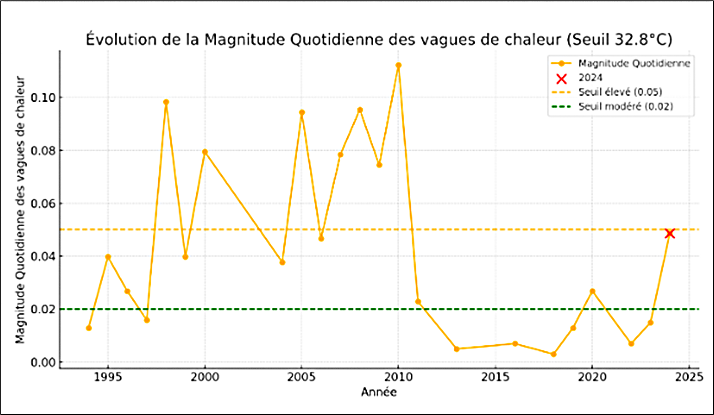 Évolution de la Magnitude Quotidienne des vagues de chaleur (Seuil 32.8°C)
Magnitude Quotidienne
2024
Seuil élevé (0.05)
Seuil modéré (0.02)
Magnitude Quotidienne des vagues de chaleur
0.10
0.08
0.06
0.04
0.02
0.00
1995 2000 2005 2010 2015 2020 2025
Année